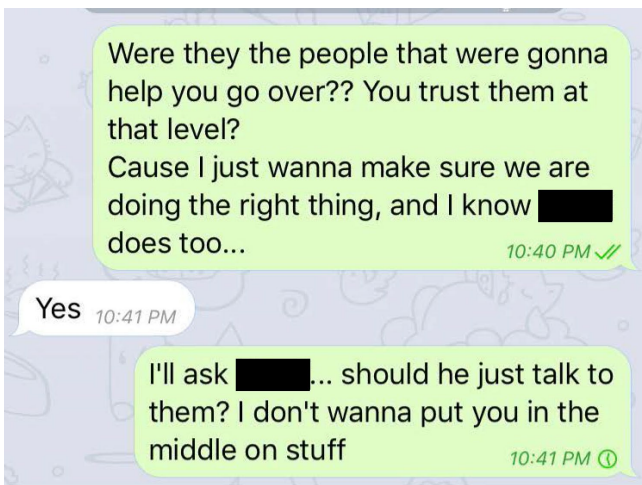 Were they the people that were gonna
help you go over?? You trust them at
that level?
Cause I just wanna make sure we are
doing the right thing, and I know
does too...
10:40 PM
Yes 10:41 PM
I'll ask ... should he just talk to
them? I don't wanna put you in the
middle on stuff
10:41 PM